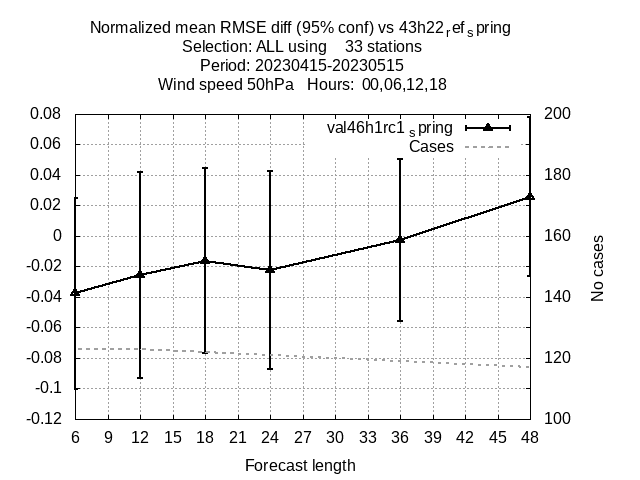 Normalized mean RMSE diff (95% conf) vs 43h22refspring
Selection: ALL using    33 stations
Period: 20230415-20230515
Wind speed 50hPa   Hours:  00,06,12,18
val46h1rc1spring
Cases
0.08
0.06
0.04
0.02
0
-0.02
-0.04
-0.06
-0.08
-0.1
-0.12
200
180
160
140
120
100
No cases
6 9 12 15 18 21 24 27 30 33 36 39 42 45 48
Forecast length